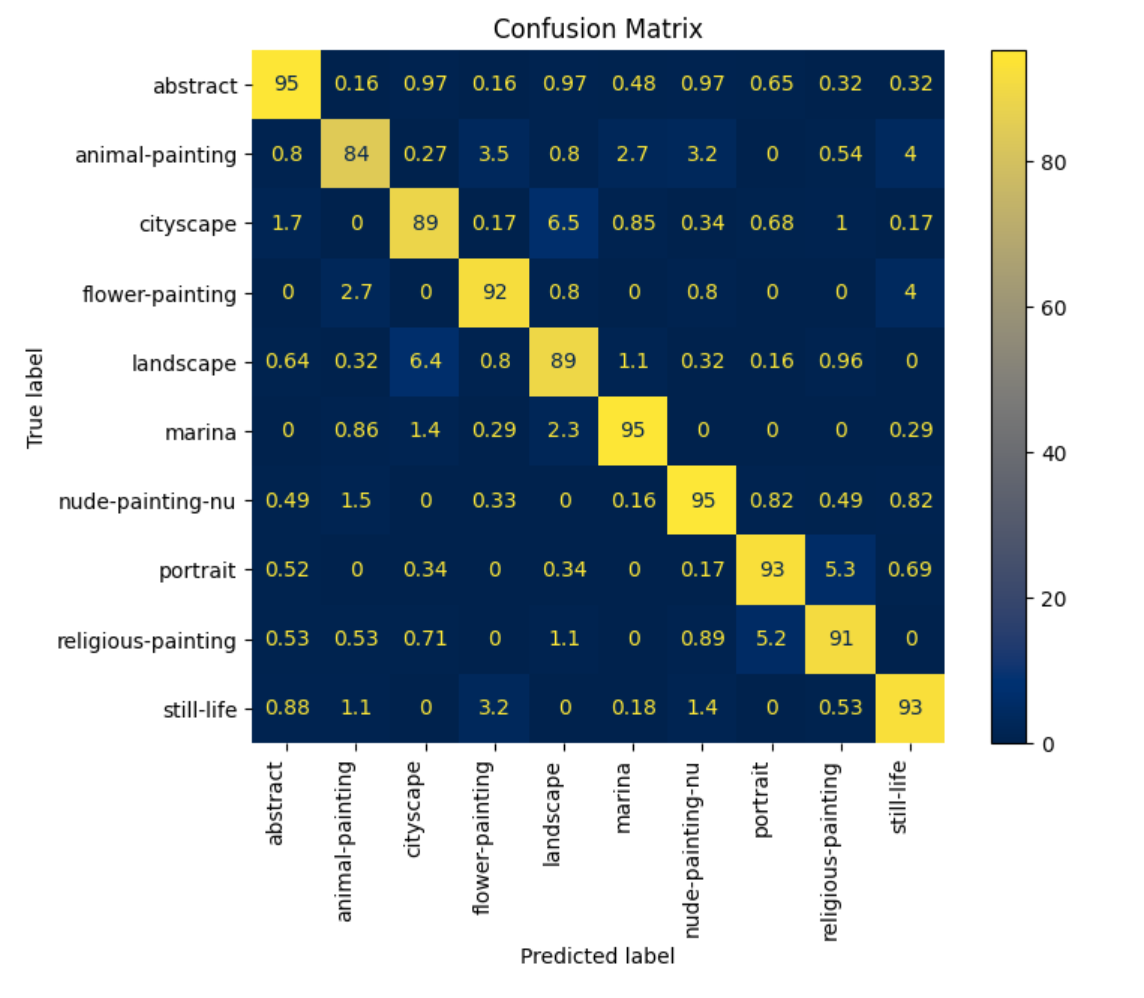 Confusion Matrix
abstract 95 0.16 0.97 0.16 0.97 0.48 0.97 0.65 0.32 0.32
animal-painting 0.8 84 0.27 3.5 0.8 2.7 3.2 0 0.54 4
cityscape 1.7 0 89 0.17 6.5 0.85 0.34 0.68 1 0.17
flower-painting 0 2.7 0 92 0.8 0 0.8 0 0 4
landscape 0.64 0.32 6.4 0.8 89 1.1 0.32 0.16 0.96 0
marina 0 0.86 1.4 0.29 2.3 95 0 0 0 0.29
nude-painting-nu 0.49 1.5 0 0.33 0 0.16 95 0.82 0.49 0.82
portrait 0.52 0 0.34 0 0.34 0 0.17 93 5.3 0.69
religious-painting 0.53 0.53 0.71 0 1.1 0 0.89 5.2 91 0
still-life 0.88 1.1 0 3.2 0 0.18 1.4 0 0.53 93
True label
abstract
animal-painting
cityscape
flower-painting
landscape
marina
nude-painting-nu
portrait
religious-painting
still-life
Predicted label
80
60
40
20
0